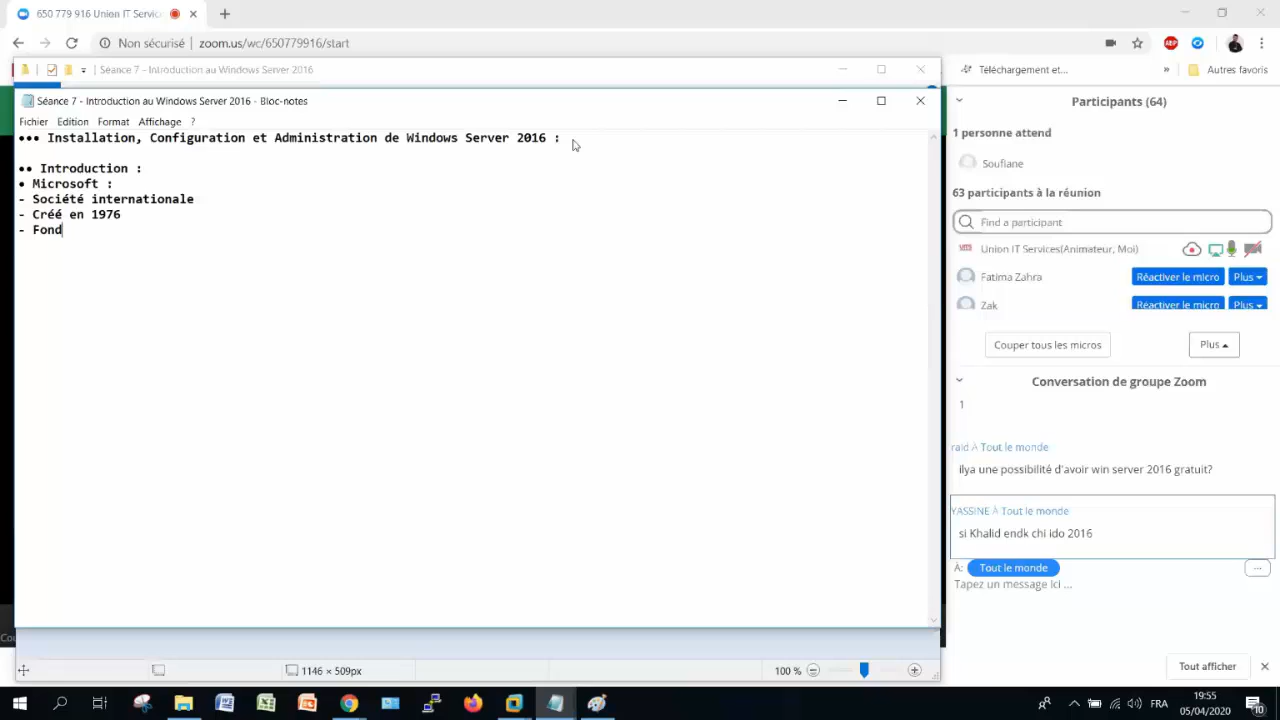 650 779 916 Union IT Servic
Non sécurisé
zoom.us/wc/650779916/start
ABP
Séance 7 - Introduction au Windows Server 2016
Téléchargement et...
»
Autres favoris
Séance 7 - Introduction au Windows Server 2016 - Bloc-notes
Fichier Edition Format Affichage ?
••• Installation, Configuration et Administration de Windows Server 2016 :
•• Introduction :
• Microsoft :
- Société internationale
- Créé en 1976
- Fond
Participants (64)
1 personne attend
Soufiane
63 participants à la réunion
Find a participant
Union IT Services(Animateur, Moi)
Fatima Zahra
Réactiver le micro
Plus
Zak
Réactiver le micro
Plus
Couper tous les micros
Plus
Conversation de groupe Zoom
1
raid À Tout le monde
ilya une possibilité d'avoir win server 2016 gratuit?
YASSINE À Tout le monde
si Khalid endk chi ido 2016
À: Tout le monde
...
Tapez un message Ici ...
Cou
1146 × 509px
100 %
Tout afficher
FRA
19:55
05/04/2020
10